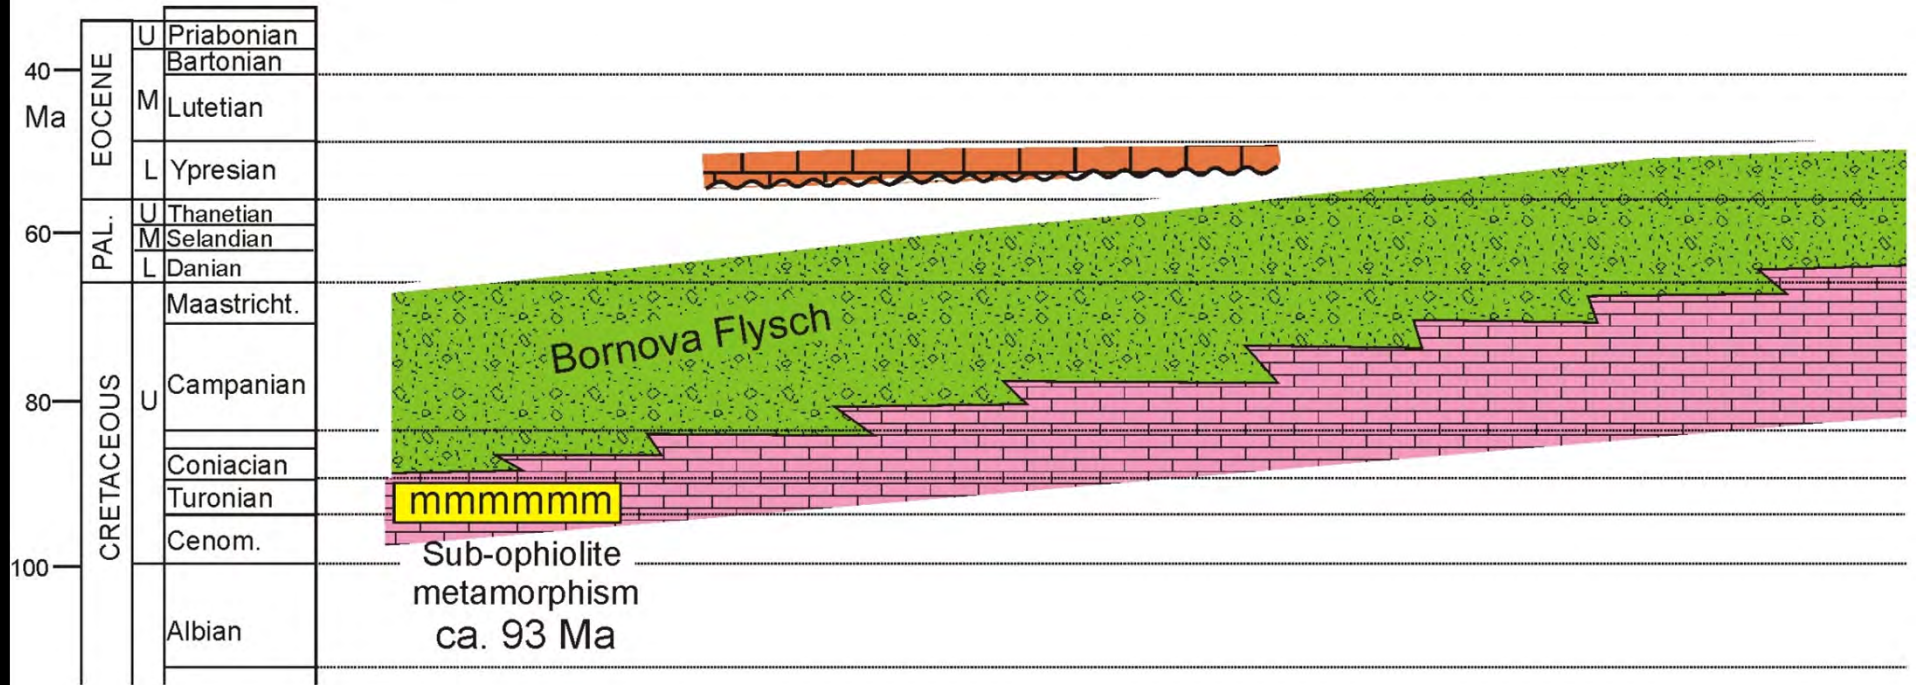 U Priabonian
Bartonian
40
Ma
EOCENE
M Lutetian
L Ypresian
PAL.
U Thanetian
60
M Selandian
L Danian
Maastricht.
Bornova Flysch
Campanian
80
U
CRETACEOUS
Coniacian
Turonian
mmmmmm
Cenom.
Sub-ophiolite
100
metamorphism
Albian
ca. 93 Ma